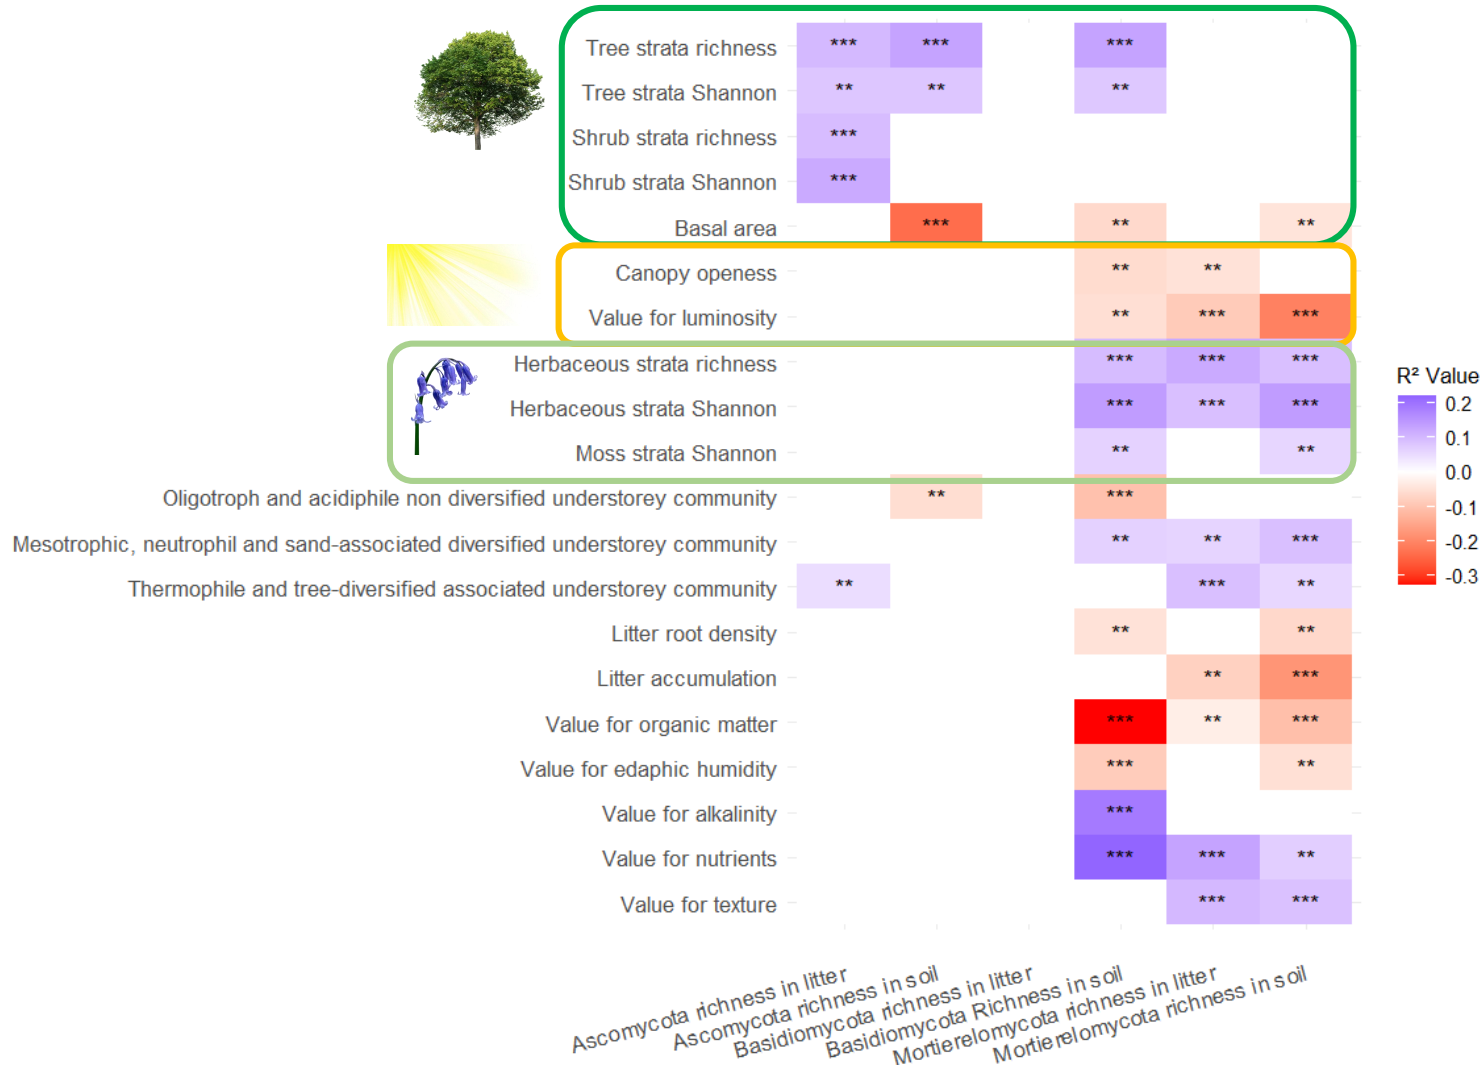 Tree strata richness *** *** ***
Tree strata Shannon ** ** **
Shrub strata richness ***
Shrub strata Shannon ***
Basal area *** ** **
Canopy openess ** **
Value for luminosity ** *** ***
Herbaceous strata richness *** *** ***
Herbaceous strata Shannon *** *** ***
Moss strata Shannon ** **
Oligotroph and acidiphile non diversified understorey community ** ***
Mesotrophic, neutrophil and sand-associated diversified understorey community ** ** ***
Thermophile and tree-diversified associated understorey community ** *** **
Litter root density ** **
Litter accumulation ** ***
Value for organic matter *** ** ***
Value for edaphic humidity *** **
Value for alkalinity ***
Value for nutrients *** *** **
Value for texture *** ***
R² Value
0.2
0.1
0.0
-0.1
-0.2
-0.3
Ascomycota richness in litter
Ascomycota richness in soil
Basidiomycota richness in litter
Basidiomycota Richness in soil
Mortierelomycota richness in litter
Mortierelomycota richness in soil